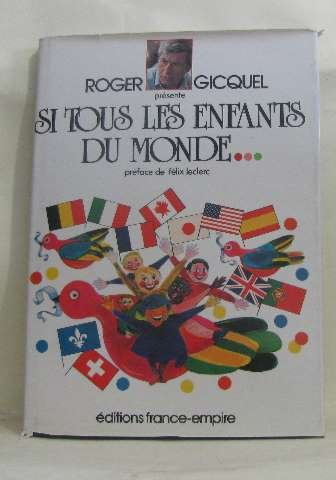 ROGER GICQUEL
présente
SI TOUS LES ENFANTS
DU MONDE...
préface de félix leclerc
éditions france-empire